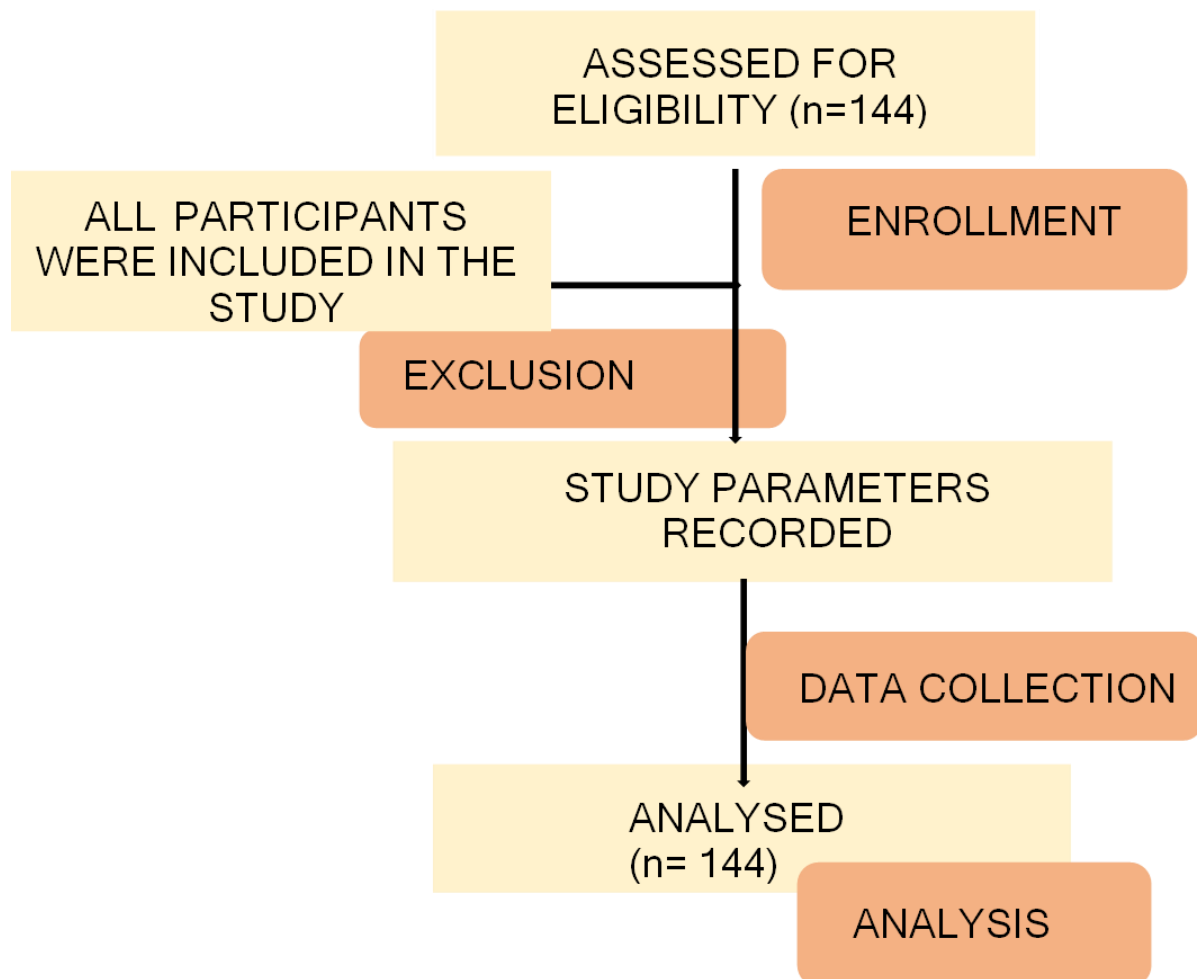 ASSESSED FOR
ELIGIBILITY (n=144)
ENROLLMENT
ALL PARTICIPANTS
WERE INCLUDED IN THE
STUDY
EXCLUSION
STUDY PARAMETERS
RECORDED
DATA COLLECTION
ANALYSED
(n= 144)
ANALYSIS